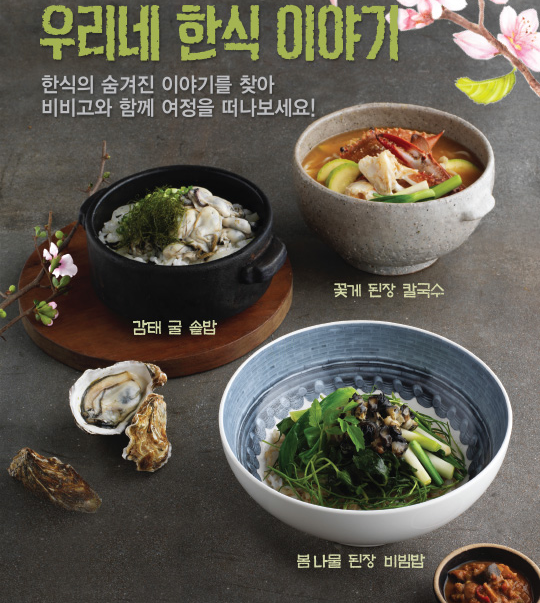 우리네 한식 이야기
한식의 숨겨진 이야기를 찾아
비비고와 함께 여정을 떠나보세요!
꽃게 된장 칼국수
감태 굴 솥밥
봄나물 된장 비빔밥